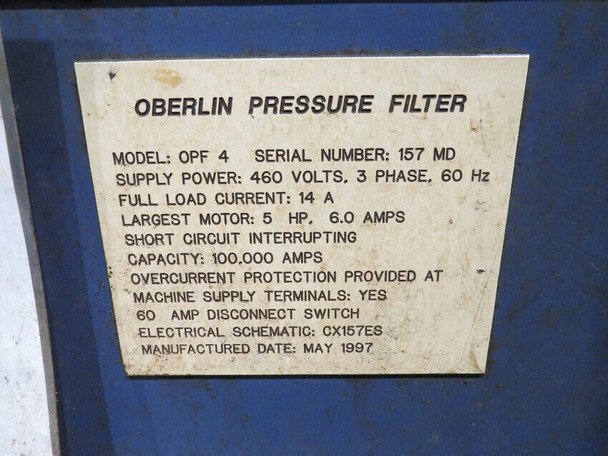 OBERLIN PRESSURE FILTER
MODEL: OPF 4 SERIAL NUMBER: 157 MD
SUPPLY POWER: 460 VOLTS, 3 PHASE, 60 Hz
FULL LOAD CURRENT: 14 A
LARGEST MOTOR: 5 HP, 6.0 AMPS
SHORT CIRCUIT INTERRUPTING
CAPACITY: 100,000 AMPS
OVERCURRENT PROTECTION PROVIDED AT
MACHINE SUPPLY TERMINALS: YES
60 AMP DISCONNECT SWITCH
ELECTRICAL SCHEMATIC: CX157ES
MANUFACTURED DATE: MAY 1997